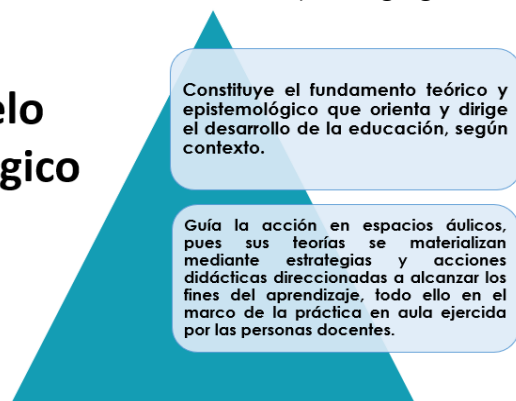 elo
gico
Constituye el fundamento teórico y
epistemológico que orienta y dirige
el desarrollo de la educación, según
contexto.
Guía la acción en espacios áulicos,
pues sus teorías se materializan
mediante estrategias y acciones
didácticas direccionadas a alcanzar los
fines del aprendizaje, todo ello en el
marco de la práctica en aula ejercida
por las personas docentes.